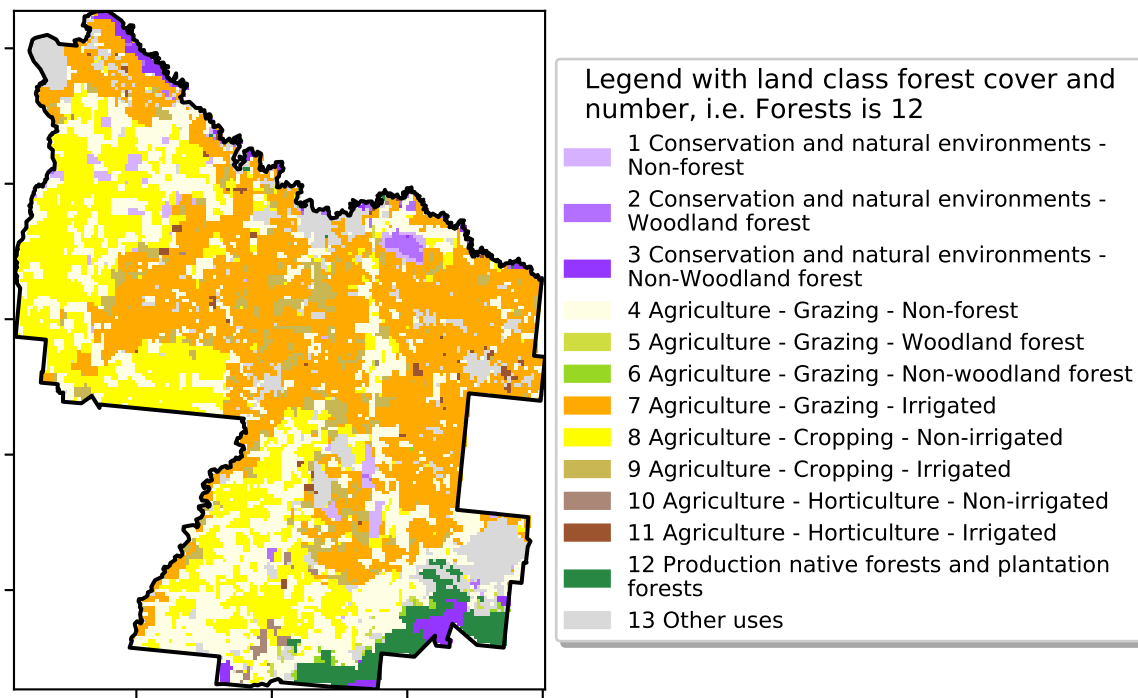 Legend with land class forest cover and
number, i.e. Forests is 12
1 Conservation and natural environments -
Non-forest
2 Conservation and natural environments -
Woodland forest
3 Conservation and natural environments -
Non-Woodland forest
4 Agriculture - Grazing - Non-forest
5 Agriculture - Grazing - Woodland forest
6 Agriculture - Grazing - Non-woodland forest
7 Agriculture - Grazing - Irrigated
8 Agriculture - Cropping - Non-irrigated
9 Agriculture - Cropping - Irrigated
10 Agriculture - Horticulture - Non-irrigated
11 Agriculture - Horticulture - Irrigated
12 Production native forests and plantation
forests
13 Other uses